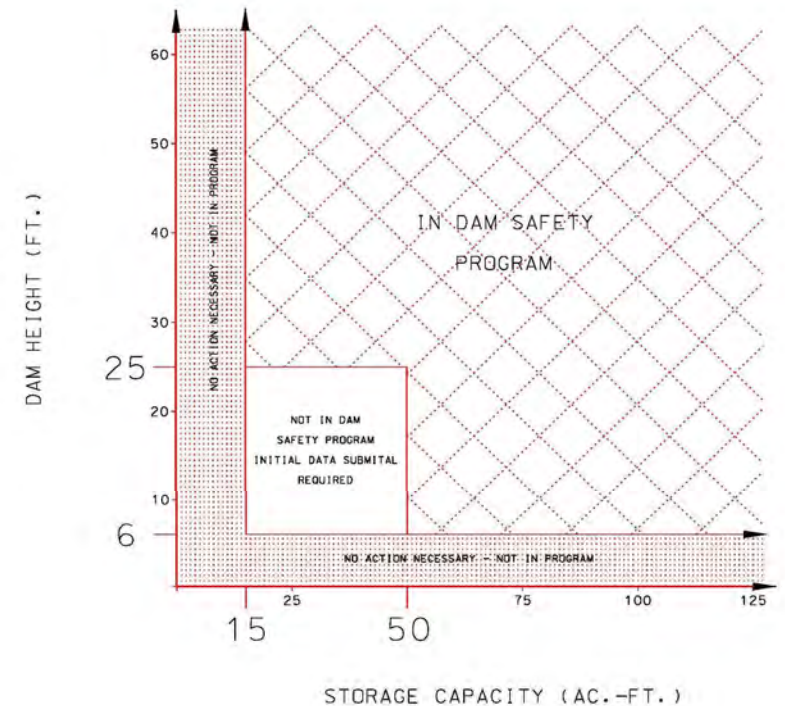 60
50
40
30
25
20
10
6
DAM HEIGHT (FT.)
NO ACTION NECESSARY - NOT IN PROGRAM
IN DAM SAFETY
PROGRAM
NOT IN DAM
SAFETY PROGRAM
INITIAL DATA SUBMITAL
REQUIRED
NO ACTION NECESSARY - NOT IN PROGRAM
25
75
100
125
15
50
STORAGE CAPACITY (AC.-FT.)